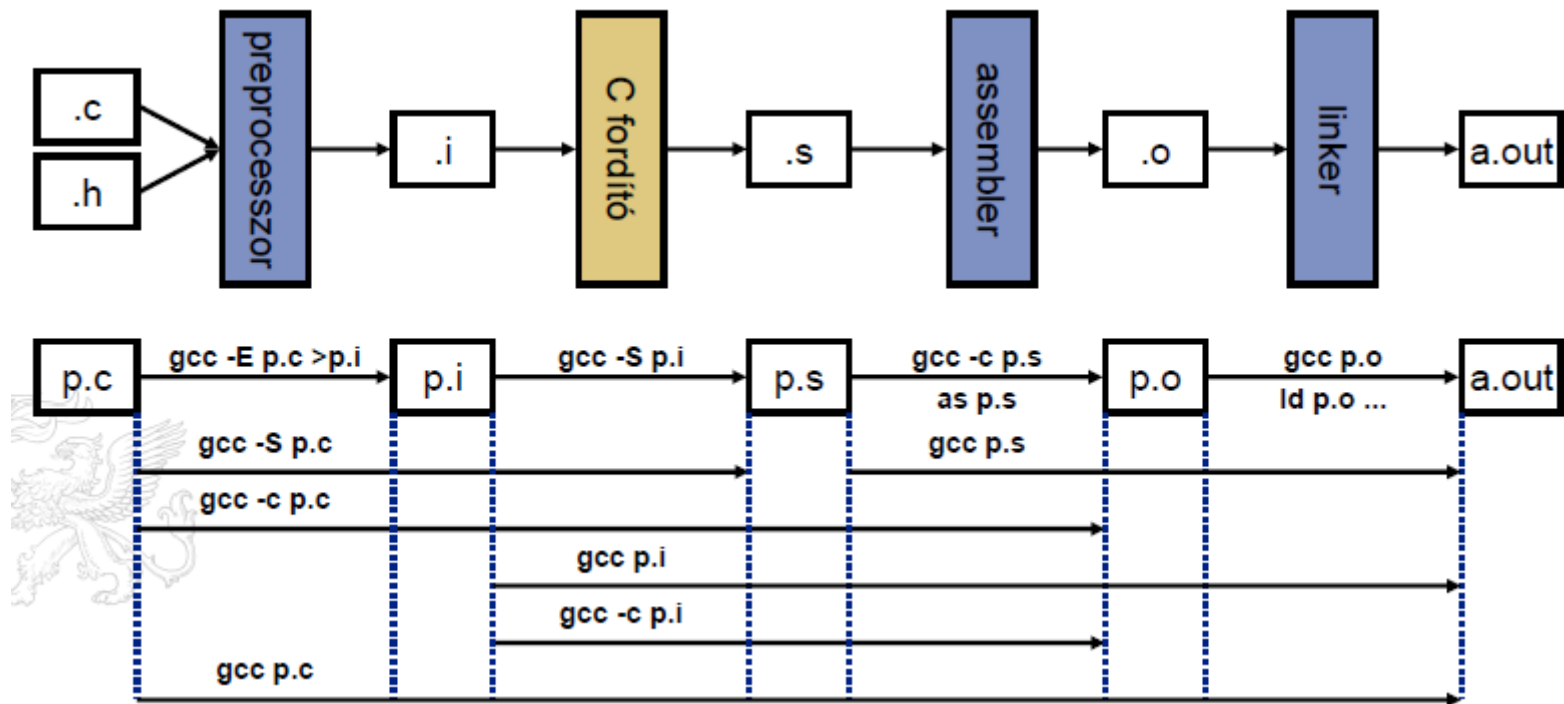 .c
.h
preprocesszor
.i
C fordító
.s
assembler
.o
linker
a.out
p.c
gcc -E p.c >p.i
p.i
gcc -S p.i
p.s
gcc -c p.s
as p.s
p.o
gcc p.o
ld p.o ...
a.out
gcc -S p.c
gcc p.s
gcc -c p.c
gcc p.i
gcc -c p.i
gcc p.c